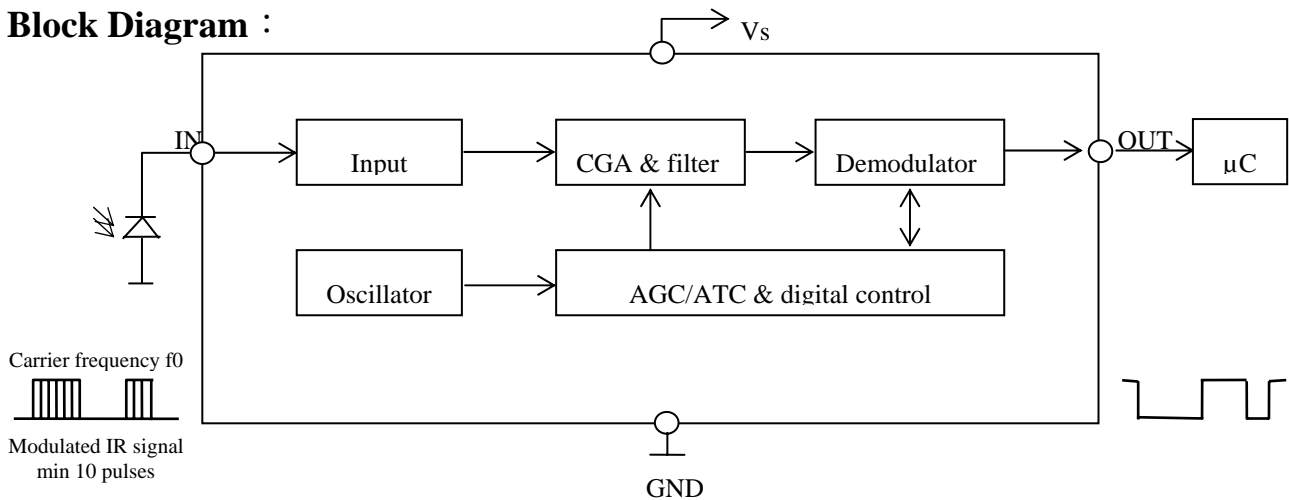 Block Diagram：
Vs
IN
Input
CGA & filter
Demodulator
OUT
µC
Oscillator
AGC/ATC & digital control
Carrier frequency f0
Modulated IR signal
min 10 pulses
GND